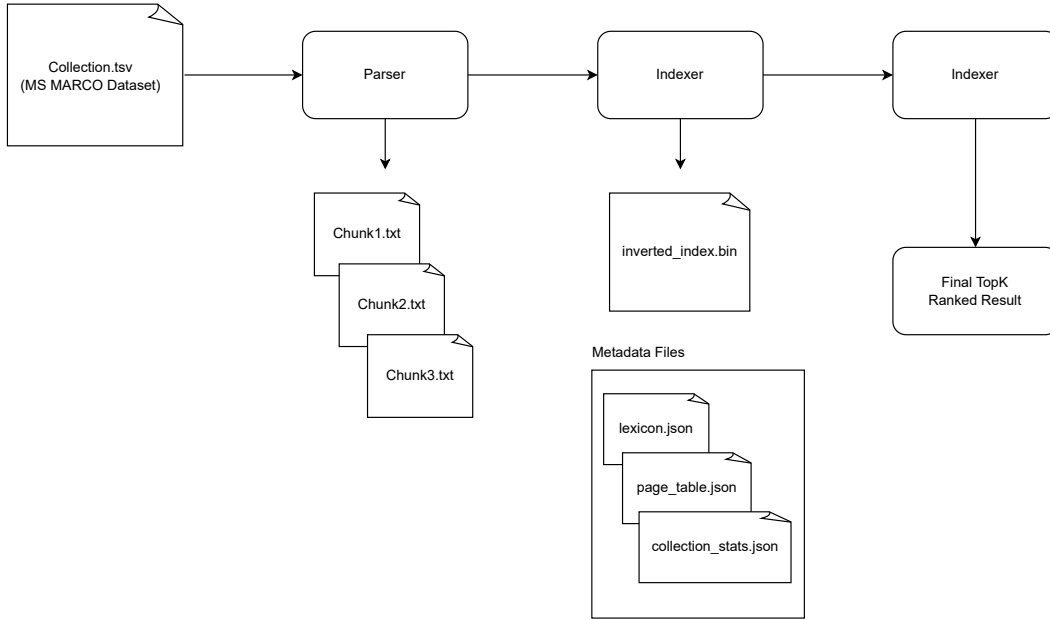 Collection.tsv
(MS MARCO Dataset)
Parser
Indexer
Indexer
Chunk1.txt
Chunk2.txt
Chunk3.txt
inverted_index.bin
Final TopK
Ranked Result
Metadata Files
lexicon.json
page_table.json
collection_stats.json